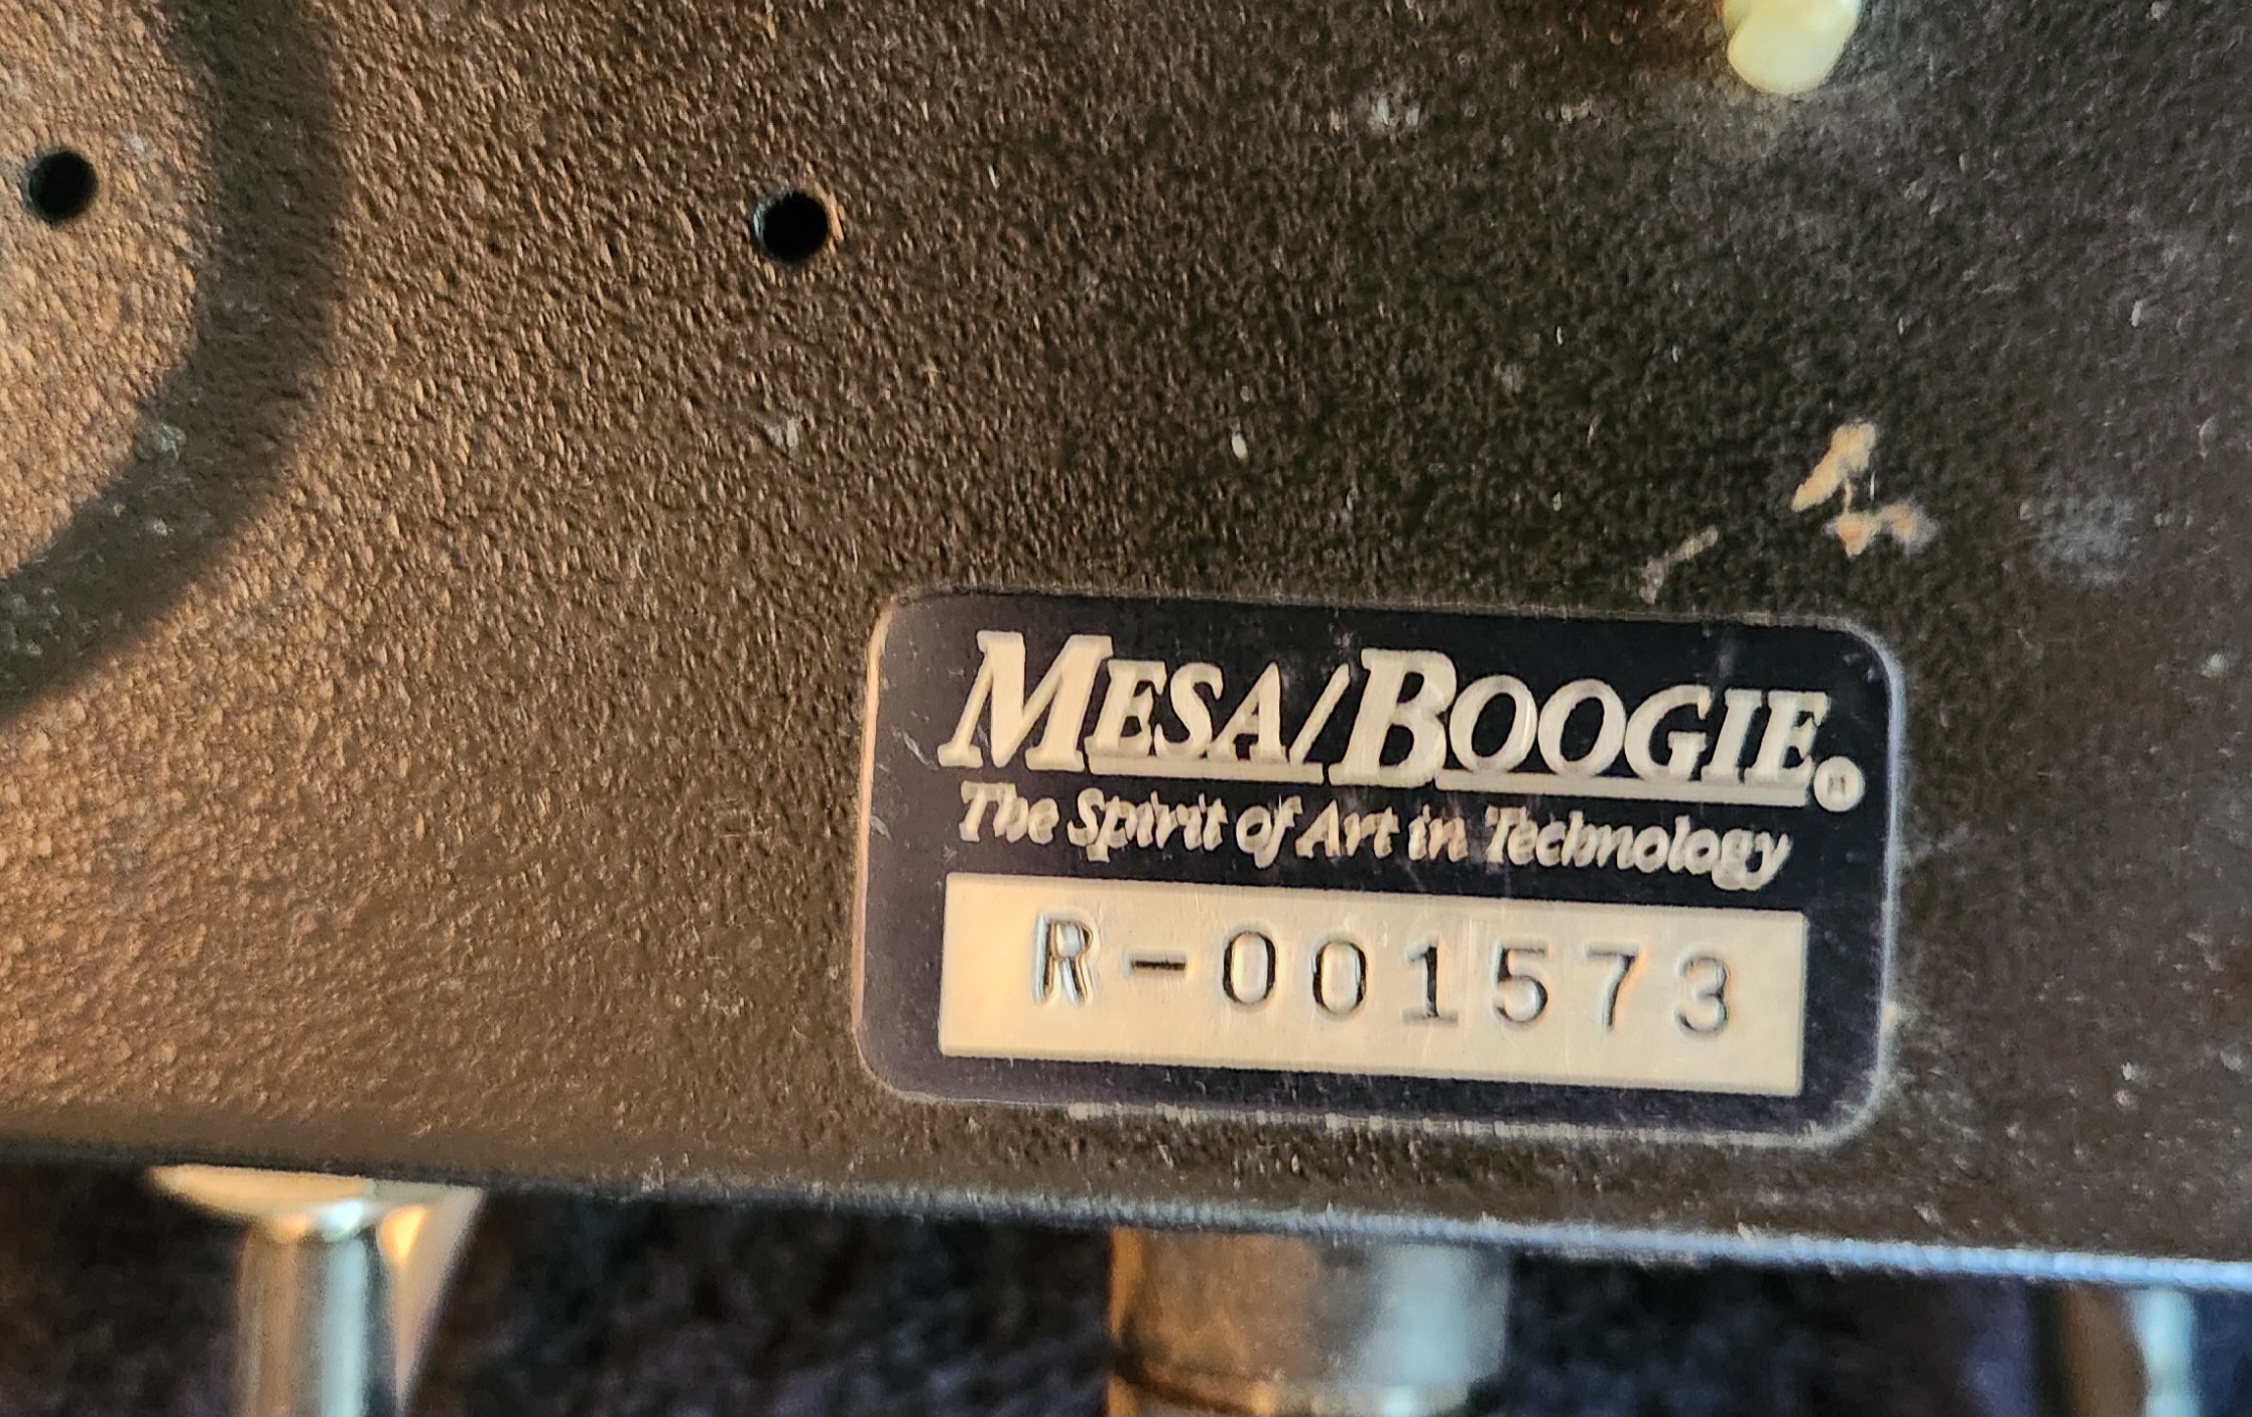 MESA/BOOGIE®
The Spirit of Art in Technology
R-001573